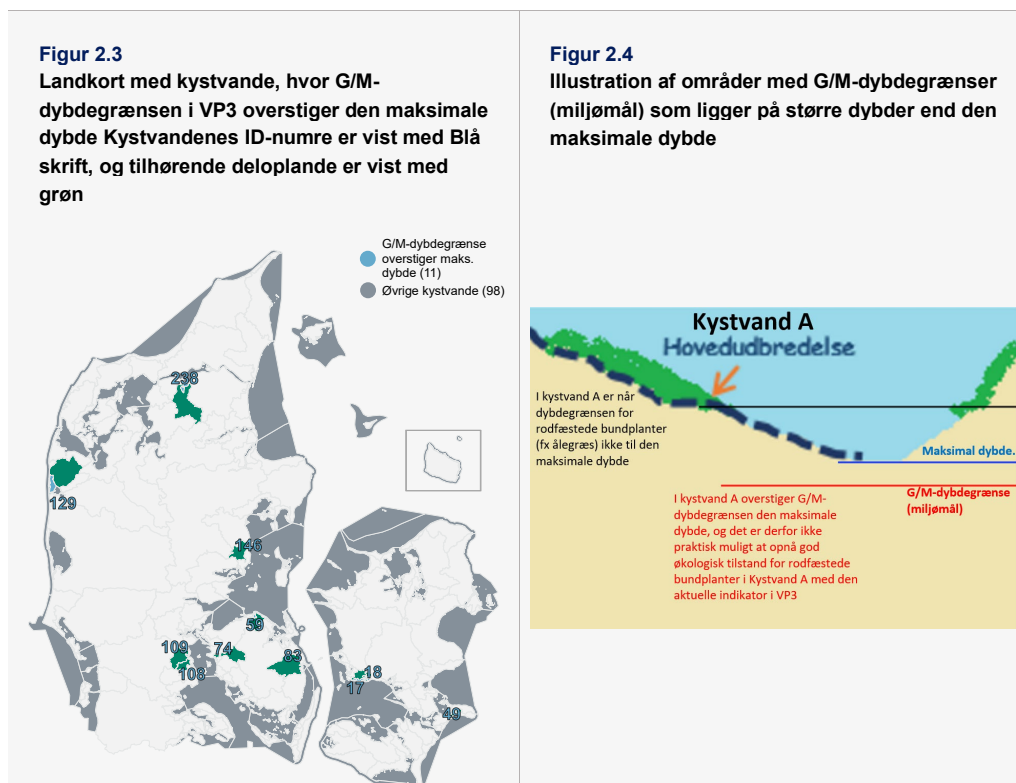 Figur 2.3
Landkort med kystvande, hvor G/M-
dybdegrænsen i VP3 overstiger den maksimale
dybde Kystvandenes ID-numre er vist med Blå
skrift, og tilhørende deloplande er vist med
grøn
G/M-dybdegrænse
overstiger maks.
dybde (11)
Øvrige kystvande (98)
238
129
146
59
74
83
109
108
18
17
49
Figur 2.4
Illustration af områder med G/M-dybdegrænser
(miljømål) som ligger på større dybder end den
maksimale dybde
Kystvand A
Hovedudbredelse
I kystvand A er når
dybdegrænsen for
rodfæstede bundplanter
(fx ålegræs) ikke til den
maksimale dybde
Maksimal dybde.
G/M-dybdegrænse
(miljømål)
I kystvand A overstiger G/M-
dybdegrænsen den maksimale
dybde, og det er derfor ikke
praktisk muligt at opnå god
økologisk tilstand for rodfæstede
bundplanter i Kystvand A med den
aktuelle indikator i VP3